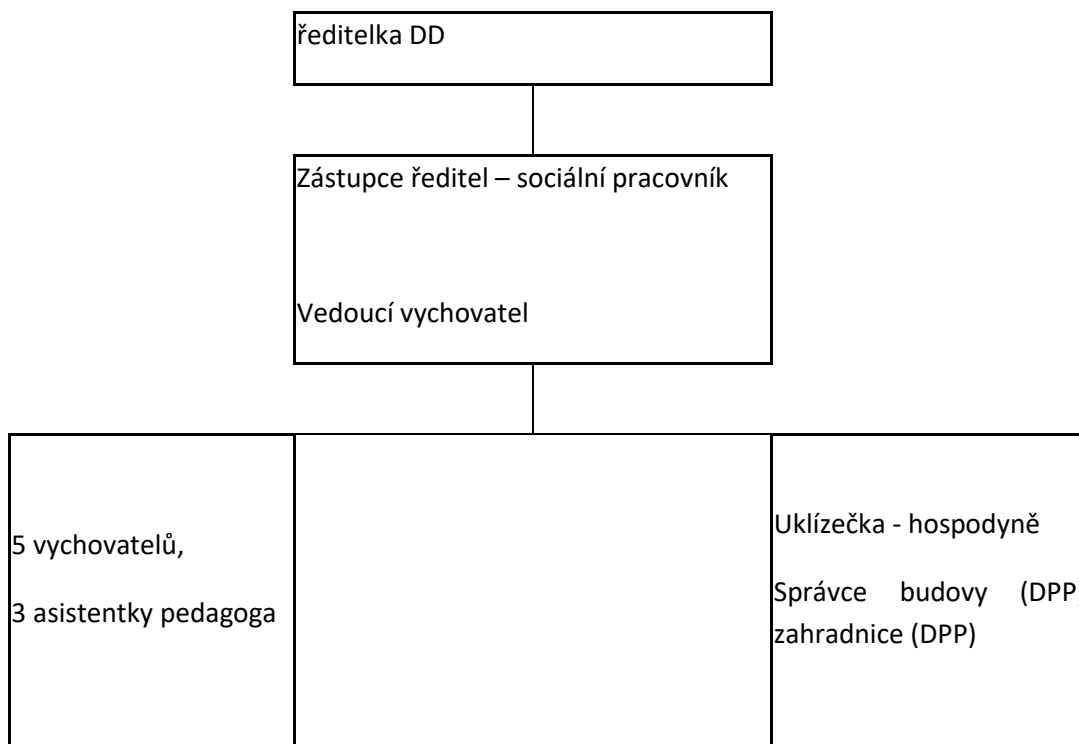 ředitelka DD
Zástupce ředitel – sociální pracovník
Vedoucí vychovatel
5 vychovatelů,
3 asistentky pedagoga
Uklízečka - hospodyně
Správce budovy (DPP)
zahradnice (DPP)